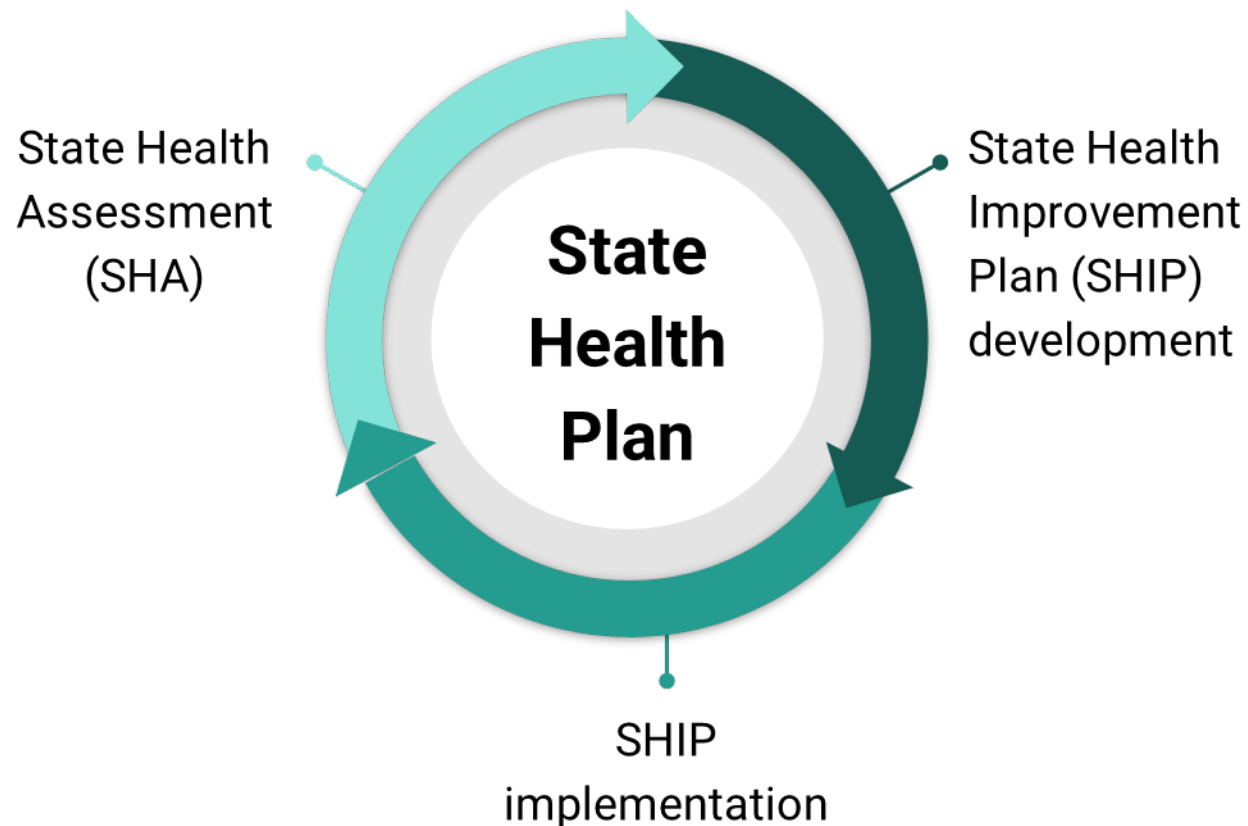 State Health
Assessment
(SHA)
State
Health
Plan
State Health
Improvement
Plan (SHIP)
development
SHIP
implementation